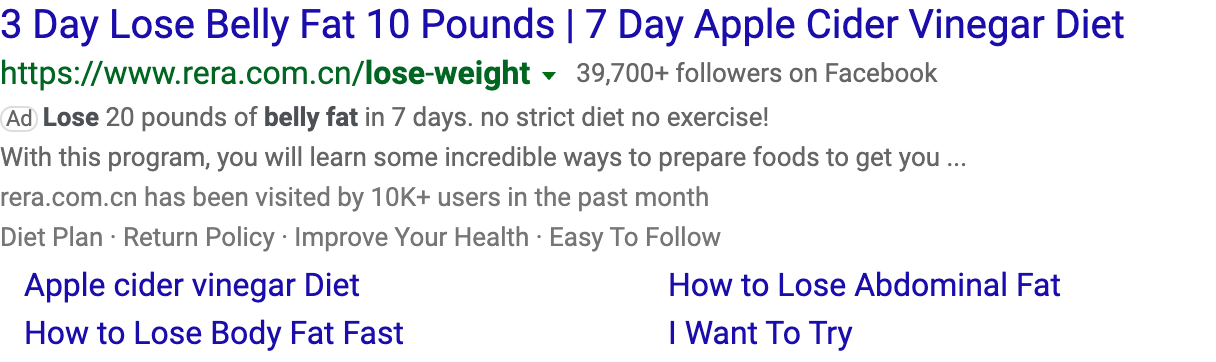 3 Day Lose Belly Fat 10 Pounds | 7 Day Apple Cider Vinegar Diet
https://www.rera.com.cn/lose-weight 39,700+ followers on Facebook
Ad Lose 20 pounds of belly fat in 7 days. no strict diet no exercise!
With this program, you will learn some incredible ways to prepare foods to get you ...
rera.com.cn has been visited by 10K+ users in the past month
Diet Plan · Return Policy · Improve Your Health · Easy To Follow
Apple cider vinegar Diet How to Lose Abdominal Fat
How to Lose Body Fat Fast I Want To Try